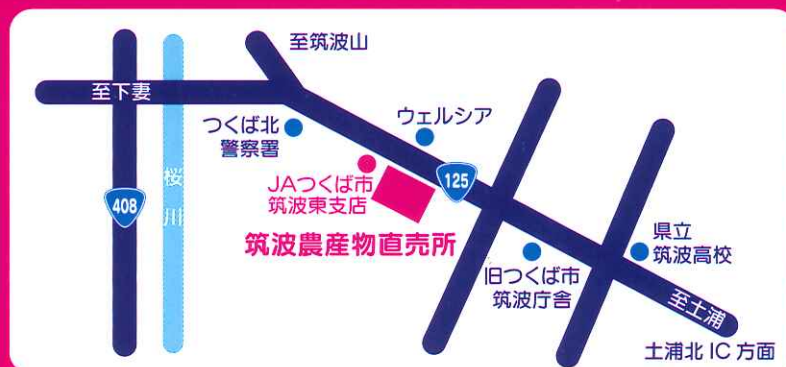 至筑波山
至下妻
つくば北
警察署
ウェルシア
桜川
408
125
JAつくば市
筑波東支店
筑波農産物直売所
県立
筑波高校
旧つくば市
筑波庁舎
至土浦
土浦北 IC 方面